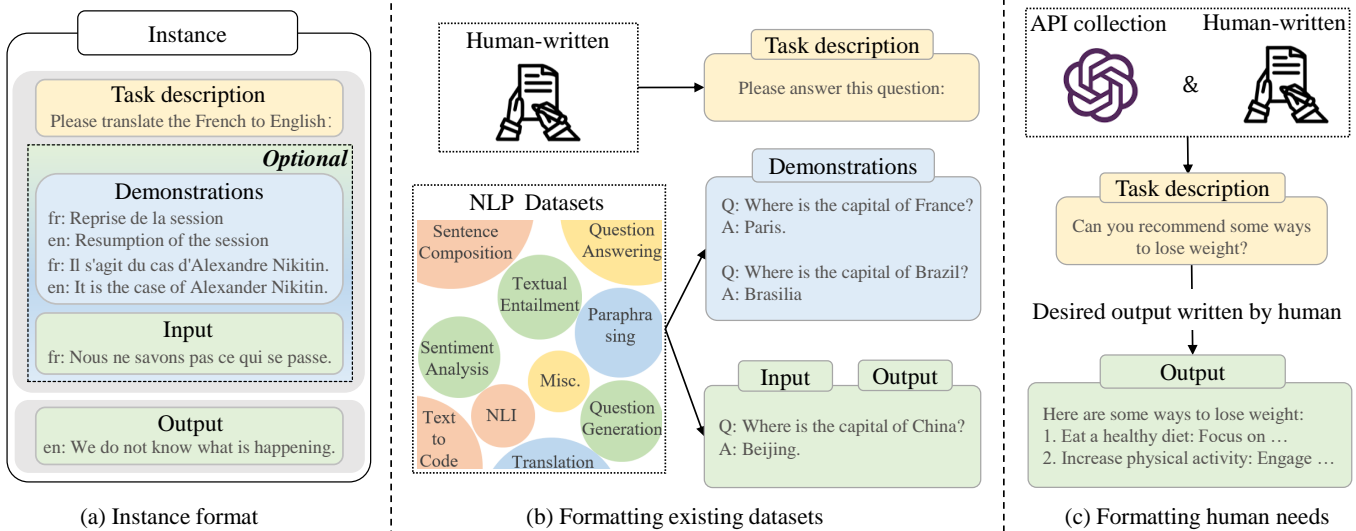 Instance
Task description
Please translate the French to English:
Optional
Demonstrations
fr: Reprise de la session
en: Resumption of the session
fr: Il s'agit du cas d'Alexandre Nikitin.
en: It is the case of Alexander Nikitin.
Input
fr: Nous ne savons pas ce qui se passe.
Output
en: We do not know what is happening.
(a) Instance format
Human-written
Task description
Please answer this question:
NLP Datasets
Sentence
Composition
Question
Answering
Textual
Entailment
Paraphra
sing
Sentiment
Analysis
Misc.
NLI
Question
Generation
Text
to
Code
Translation
Demonstrations
Q: Where is the capital of France?
A: Paris.
Q: Where is the capital of Brazil?
A: Brasilia
Input
Output
Q: Where is the capital of China?
A: Beijing.
(b) Formatting existing datasets
API collection
&
Human-written
Task description
Can you recommend some ways
to lose weight?
Desired output written by human
Output
Here are some ways to lose weight:
1. Eat a healthy diet: Focus on …
2. Increase physical activity: Engage …
(c) Formatting human needs